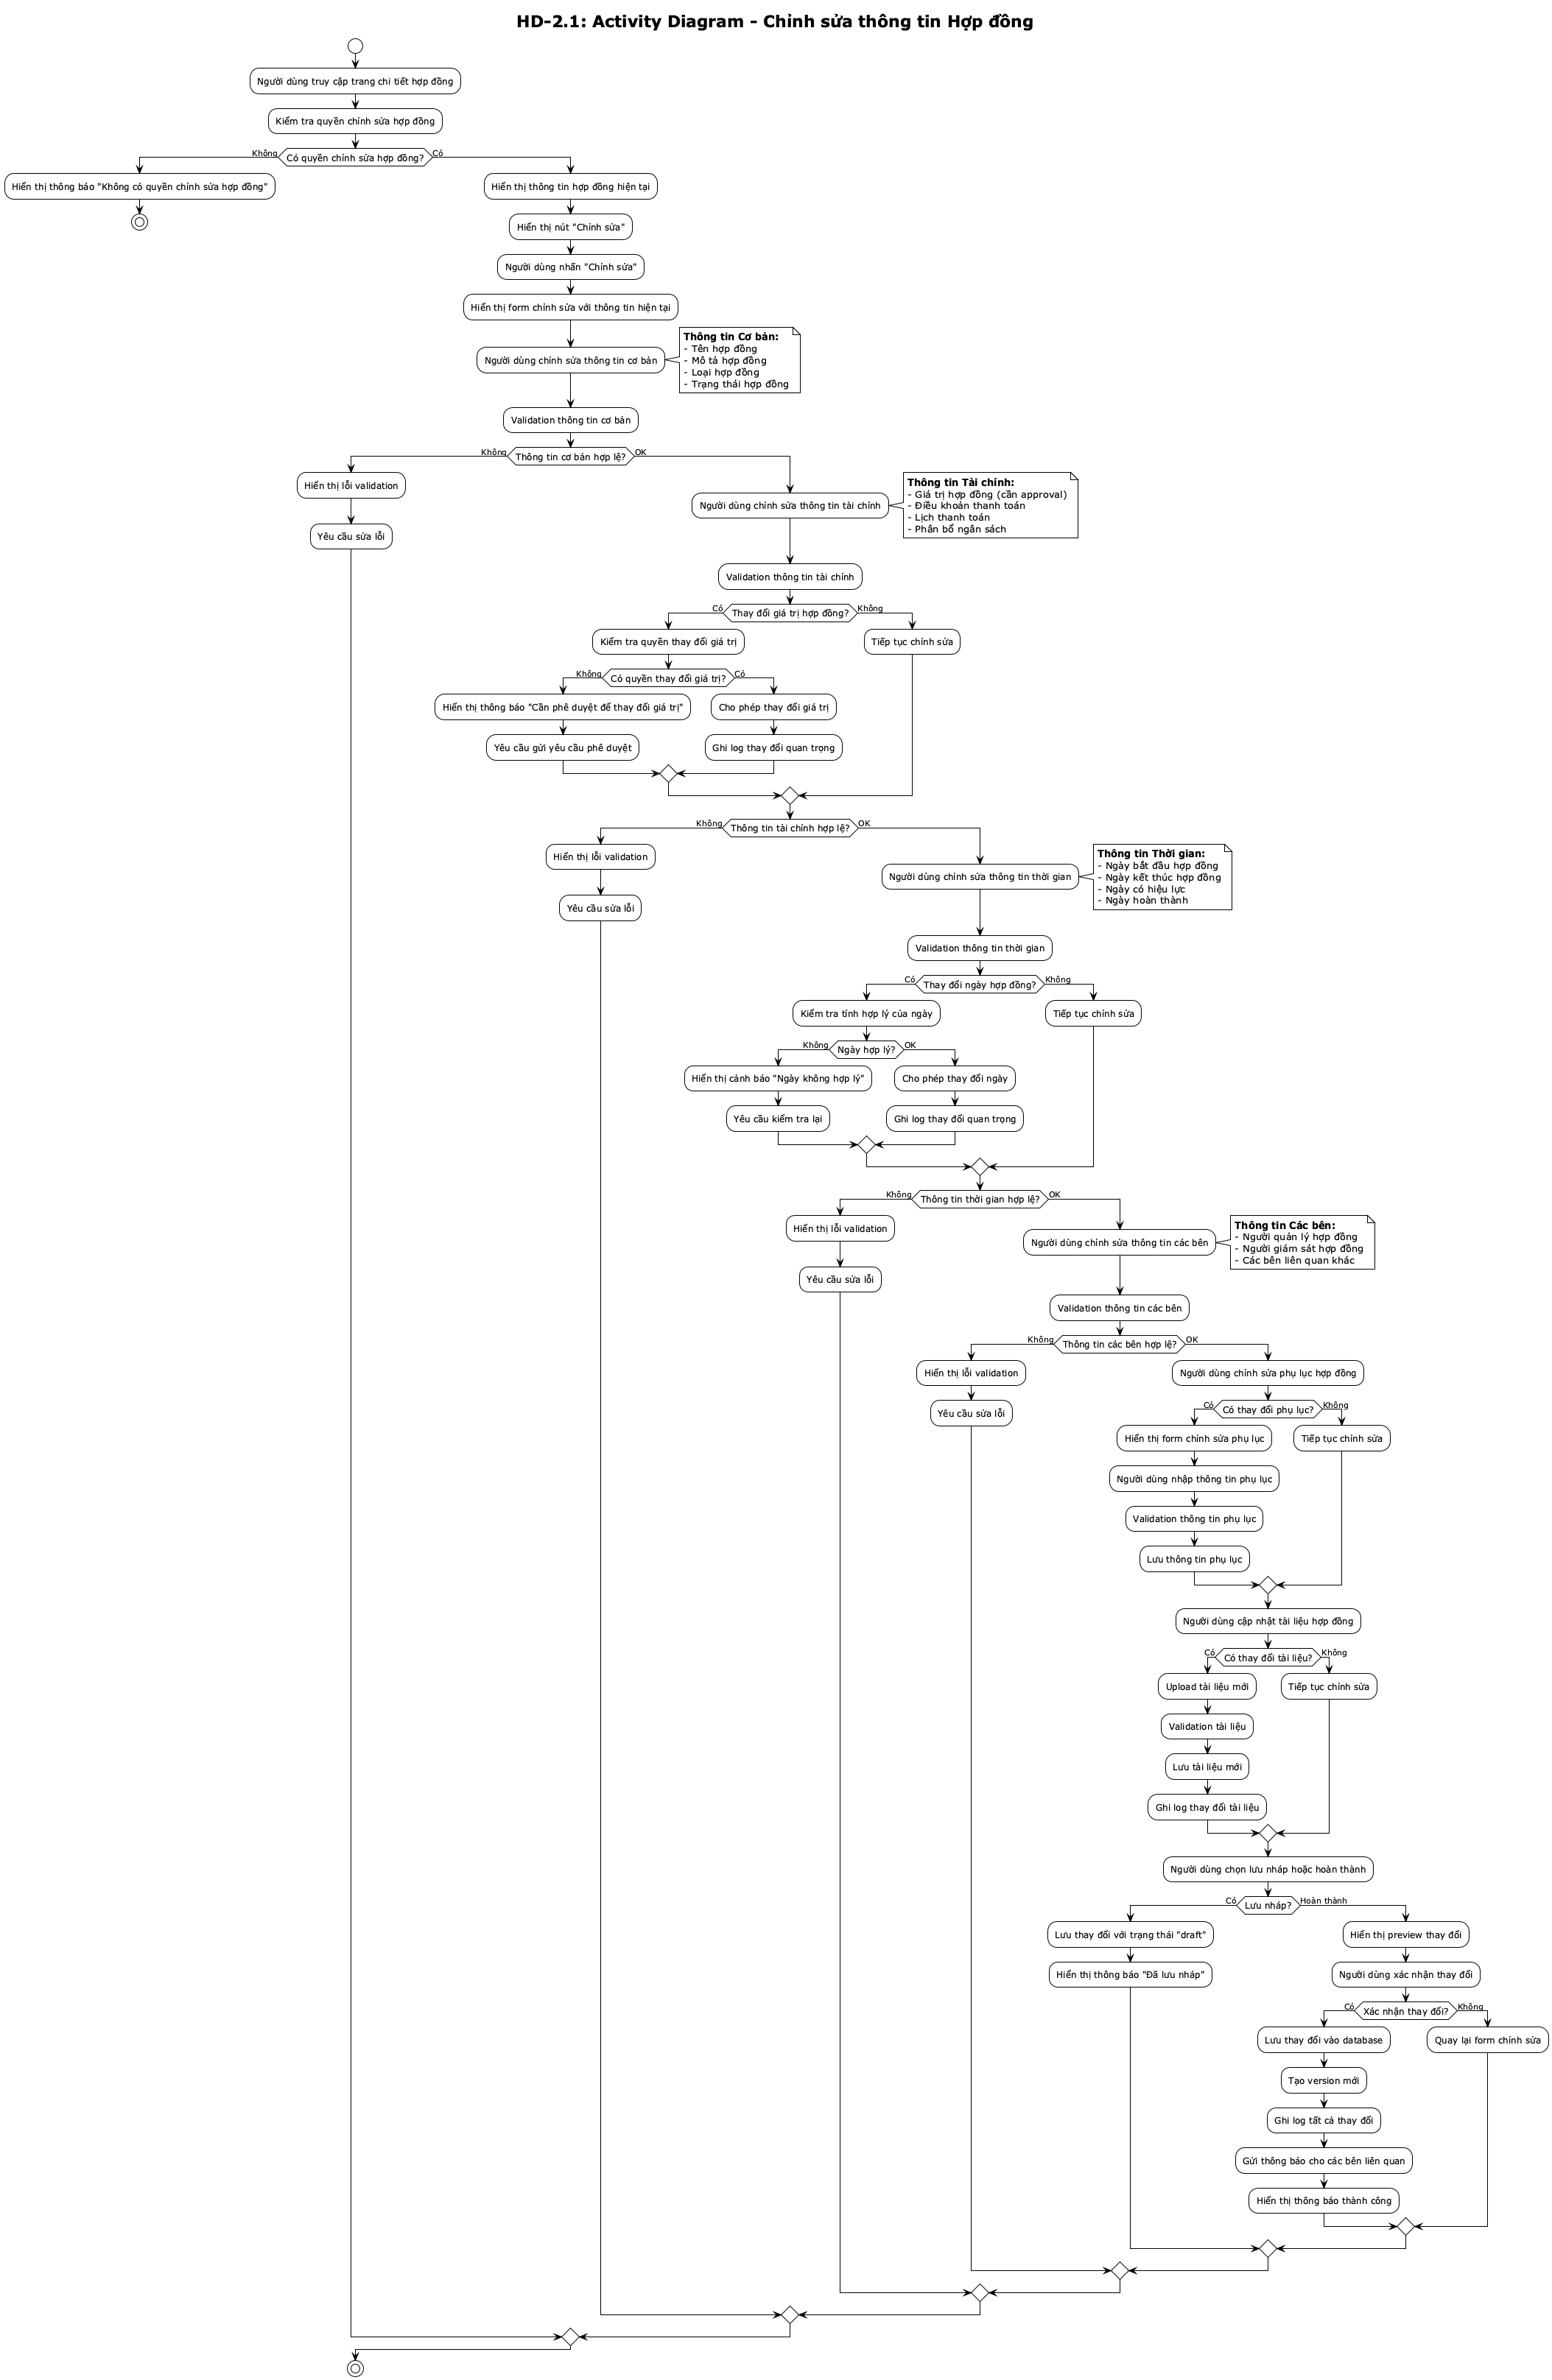 HD-2.1: Activity Diagram - Chỉnh sửa thông tin Hợp đồng
Người dùng truy cập trang chi tiết hợp đồng
Kiểm tra quyền chỉnh sửa hợp đồng
Không
Có quyền chỉnh sửa hợp đồng?
Có
Hiển thị thông báo "Không có quyền chỉnh sửa hợp đồng"
Hiển thị thông tin hợp đồng hiện tại
Hiển thị nút "Chỉnh sửa"
Người dùng nhấn "Chỉnh sửa"
Hiển thị form chỉnh sửa với thông tin hiện tại
Người dùng chỉnh sửa thông tin cơ bản
Thông tin Cơ bản:
- Tên hợp đồng
- Mô tả hợp đồng
- Loại hợp đồng
- Trạng thái hợp đồng
Validation thông tin cơ bản
Không
Thông tin cơ bản hợp lệ?
OK
Hiển thị lỗi validation
Yêu cầu sửa lỗi
Người dùng chỉnh sửa thông tin tài chính
Thông tin Tài chính:
- Giá trị hợp đồng (cần approval)
- Điều khoản thanh toán
- Lịch thanh toán
- Phân bổ ngân sách
Validation thông tin tài chính
Có
Thay đổi giá trị hợp đồng?
Không
Kiểm tra quyền thay đổi giá trị
Tiếp tục chỉnh sửa
Không
Có quyền thay đổi giá trị?
Có
Hiển thị thông báo "Cần phê duyệt để thay đổi giá trị"
Cho phép thay đổi giá trị
Yêu cầu gửi yêu cầu phê duyệt
Ghi log thay đổi quan trọng
Không
Thông tin tài chính hợp lệ?
OK
Hiển thị lỗi validation
Yêu cầu sửa lỗi
Người dùng chỉnh sửa thông tin thời gian
Thông tin Thời gian:
- Ngày bắt đầu hợp đồng
- Ngày kết thúc hợp đồng
- Ngày có hiệu lực
- Ngày hoàn thành
Validation thông tin thời gian
Có
Thay đổi ngày hợp đồng?
Không
Kiểm tra tính hợp lý của ngày
Tiếp tục chỉnh sửa
Không
Ngày hợp lý?
OK
Hiển thị cảnh báo "Ngày không hợp lý"
Cho phép thay đổi ngày
Yêu cầu kiểm tra lại
Ghi log thay đổi quan trọng
Không
Thông tin thời gian hợp lệ?
OK
Hiển thị lỗi validation
Yêu cầu sửa lỗi
Người dùng chỉnh sửa thông tin các bên
Thông tin Các bên:
- Người quản lý hợp đồng
- Người giám sát hợp đồng
- Các bên liên quan khác
Validation thông tin các bên
Không
Thông tin các bên hợp lệ?
OK
Hiển thị lỗi validation
Yêu cầu sửa lỗi
Người dùng chỉnh sửa phụ lục hợp đồng
Có
Có thay đổi phụ lục?
Không
Hiển thị form chỉnh sửa phụ lục
Tiếp tục chỉnh sửa
Người dùng nhập thông tin phụ lục
Validation thông tin phụ lục
Lưu thông tin phụ lục
Người dùng cập nhật tài liệu hợp đồng
Có
Có thay đổi tài liệu?
Không
Upload tài liệu mới
Tiếp tục chỉnh sửa
Validation tài liệu
Lưu tài liệu mới
Ghi log thay đổi tài liệu
Người dùng chọn lưu nháp hoặc hoàn thành
Có
Lưu nháp?
Hoàn thành
Lưu thay đổi với trạng thái "draft"
Hiển thị thông báo "Đã lưu nháp"
Hiển thị preview thay đổi
Người dùng xác nhận thay đổi
Có
Xác nhận thay đổi?
Không
Lưu thay đổi vào database
Quay lại form chỉnh sửa
Tạo version mới
Ghi log tất cả thay đổi
Gửi thông báo cho các bên liên quan
Hiển thị thông báo thành công